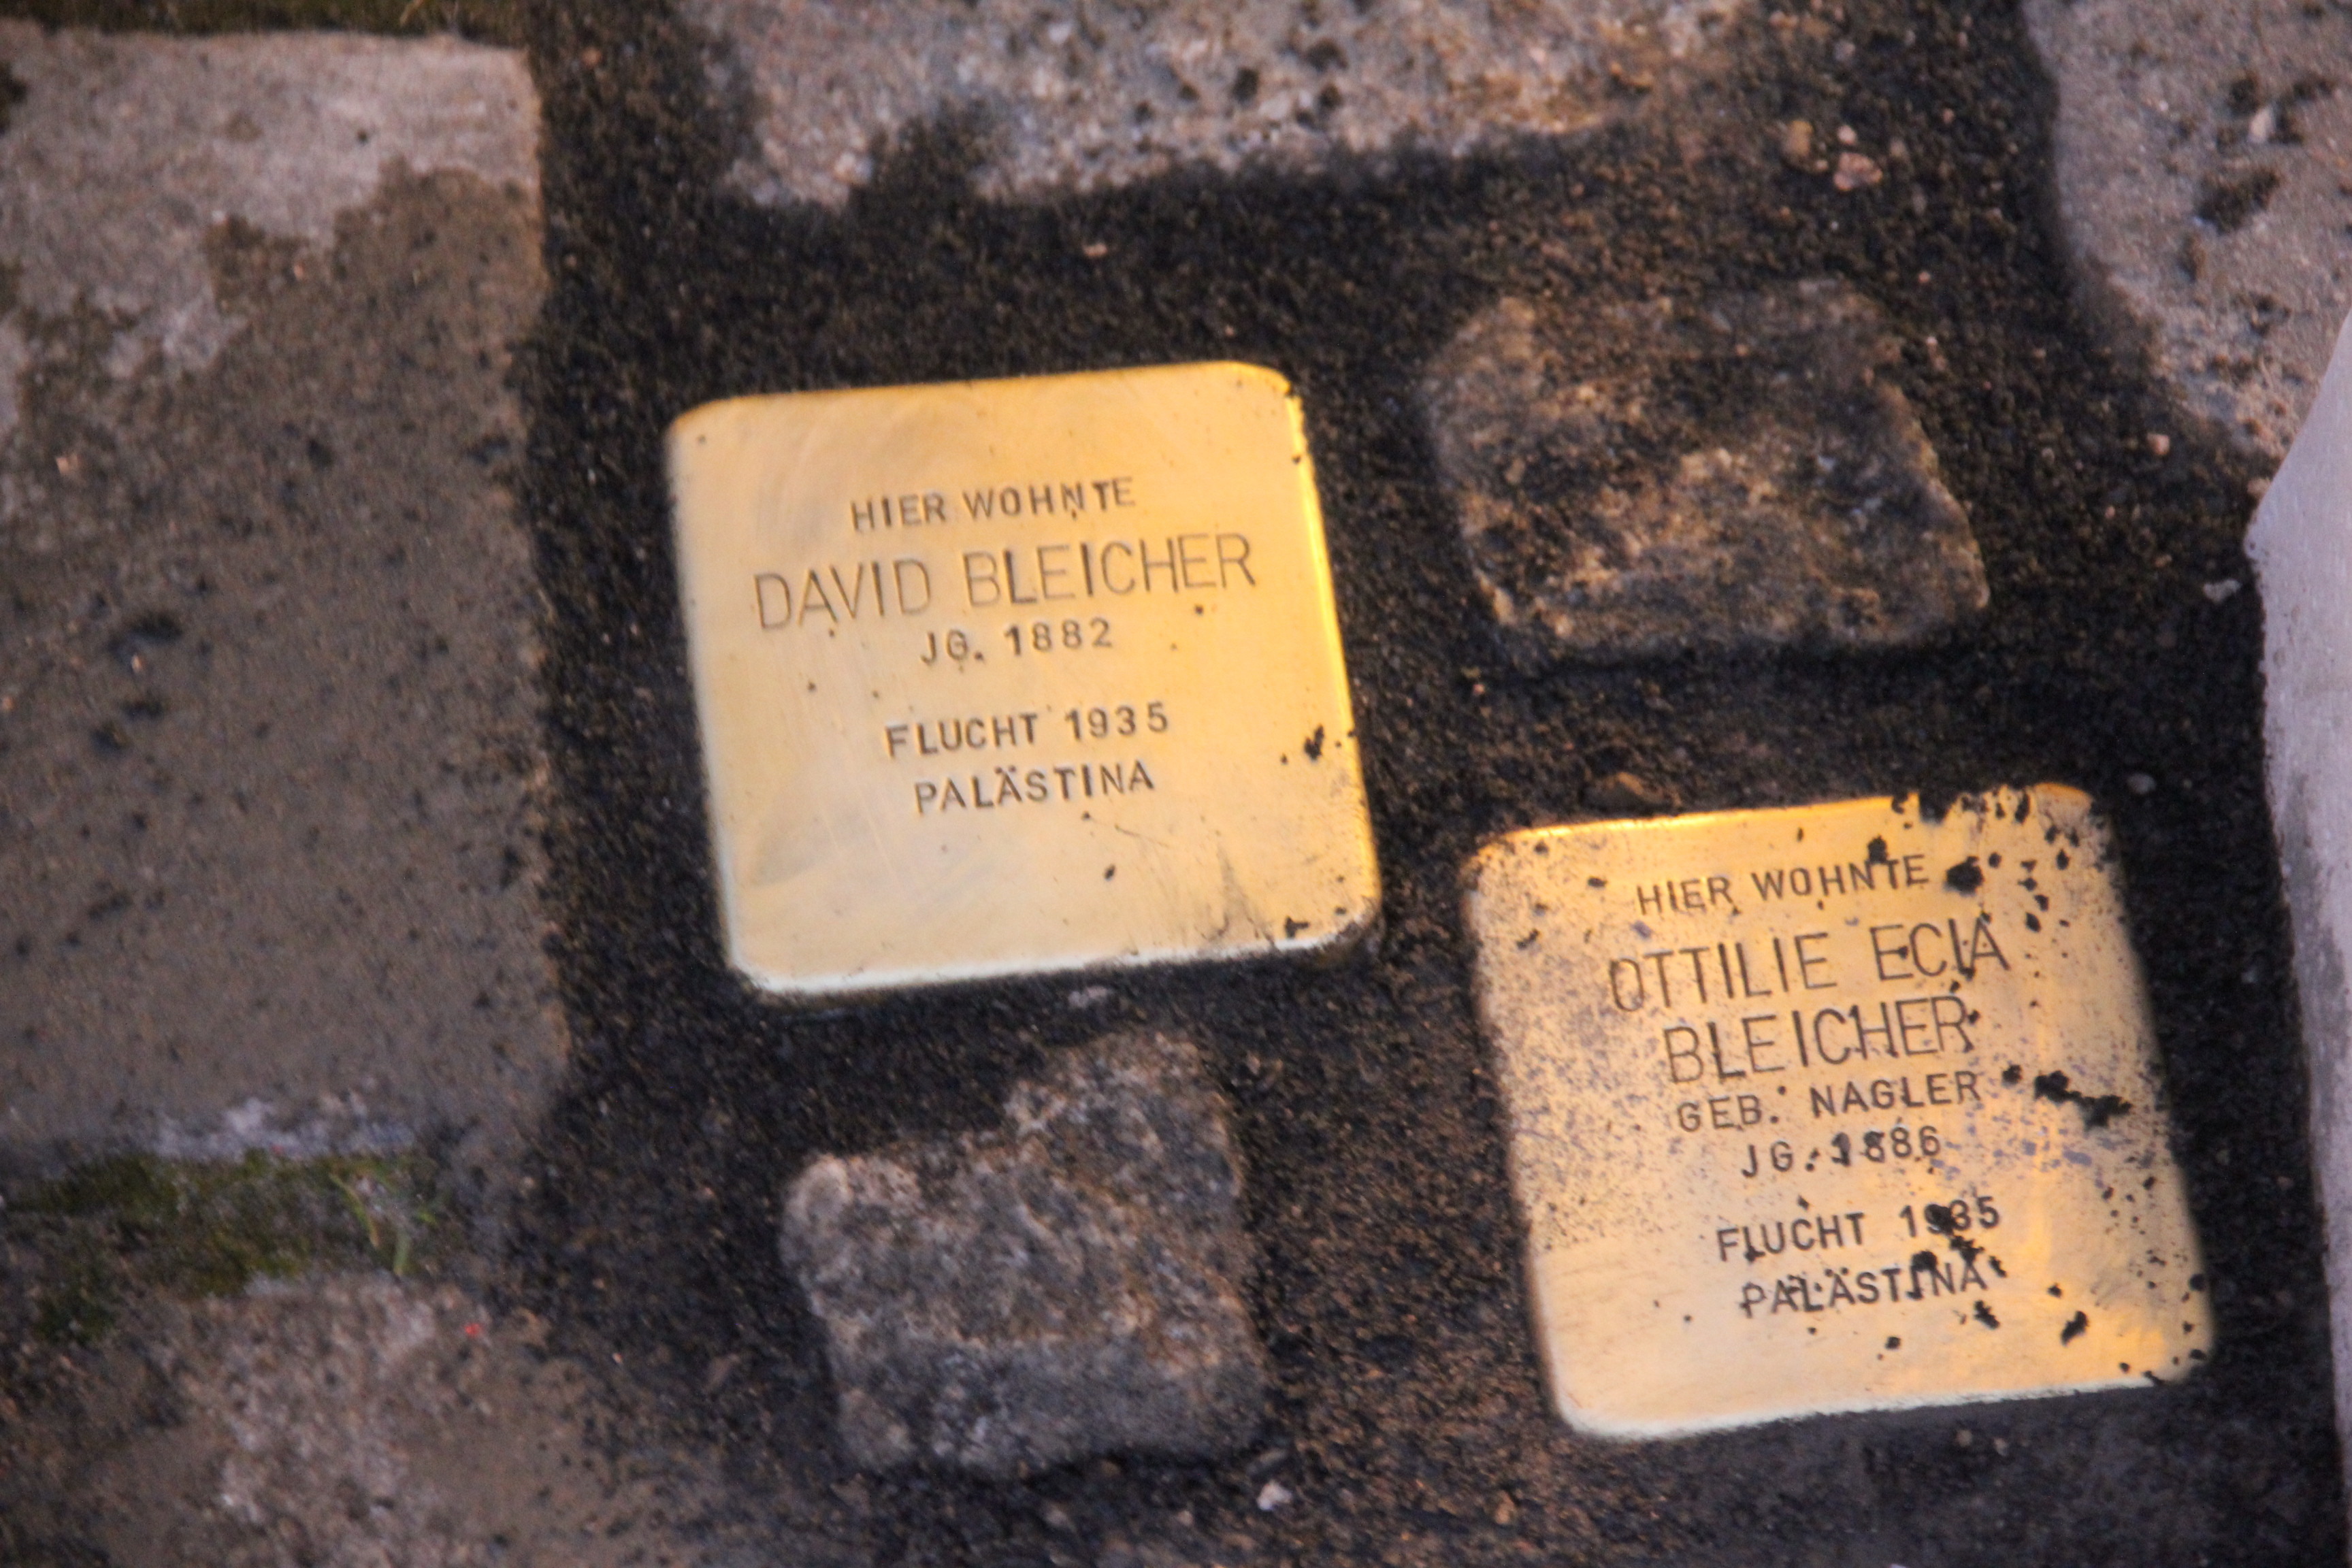 HIER WOHNTE
DAVID BLEICHER
JG. 1882
FLUCHT 1935
PALÄSTINA
HIER WOHNTE
OTTILIE ECIA
BLEICHER
GEB. NAGLER
JG. 1886
FLUCHT 1935
PALÄSTINA